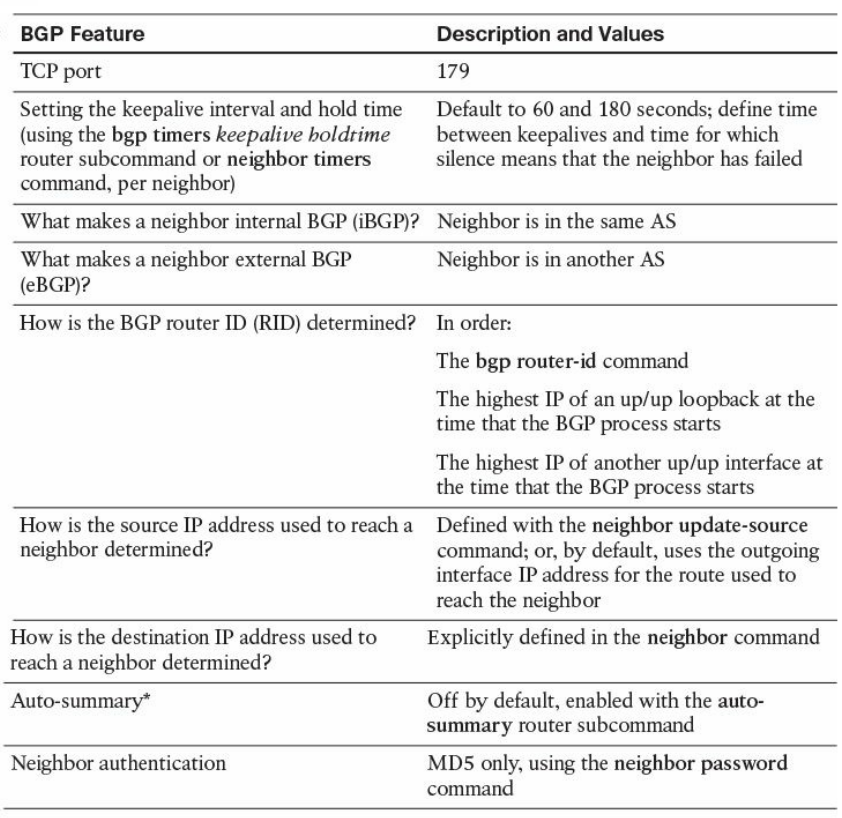 BGP Feature Description and Values
TCP port 179
Setting the keepalive interval and hold time
(using the bgp timers keepalive holdtime
router subcommand or neighbor timers
command, per neighbor)
Default to 60 and 180 seconds; define time
between keepalives and time for which
silence means that the neighbor has failed
What makes a neighbor internal BGP (iBGP)? Neighbor is in the same AS
What makes a neighbor external BGP
(eBGP)?
Neighbor is in another AS
How is the BGP router ID (RID) determined? In order:
The bgp router-id command
The highest IP of an up/up loopback at the
time that the BGP process starts
The highest IP of another up/up interface at
the time that the BGP process starts
How is the source IP address used to reach a
neighbor determined?
Defined with the neighbor update-source
command; or, by default, uses the outgoing
interface IP address for the route used to
reach the neighbor
How is the destination IP address used to
reach a neighbor determined?
Explicitly defined in the neighbor command
Auto-summary*
Off by default, enabled with the auto-
summary router subcommand
Neighbor authentication
MD5 only, using the neighbor password
command